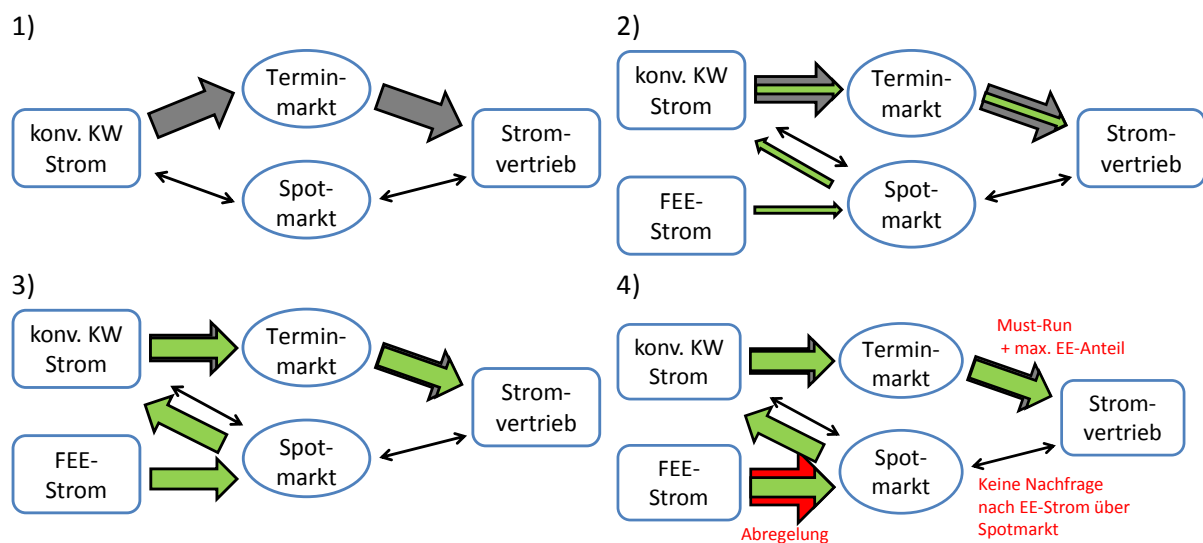 1)
Termin-
markt
konv. KW
Strom
Strom-
vertrieb
Spot-
markt
2)
konv. KW
Strom
Termin-
markt
Strom-
vertrieb
FEE-
Strom
Spot-
markt
3)
konv. KW
Strom
Termin-
markt
Strom-
vertrieb
FEE-
Strom
Spot-
markt
4)
konv. KW
Strom
Termin-
markt
Must-Run
+ max. EE-Anteil
Strom-
vertrieb
FEE-
Strom
Spot-
markt
Keine Nachfrage
nach EE-Strom über
Spotmarkt
Abregelung